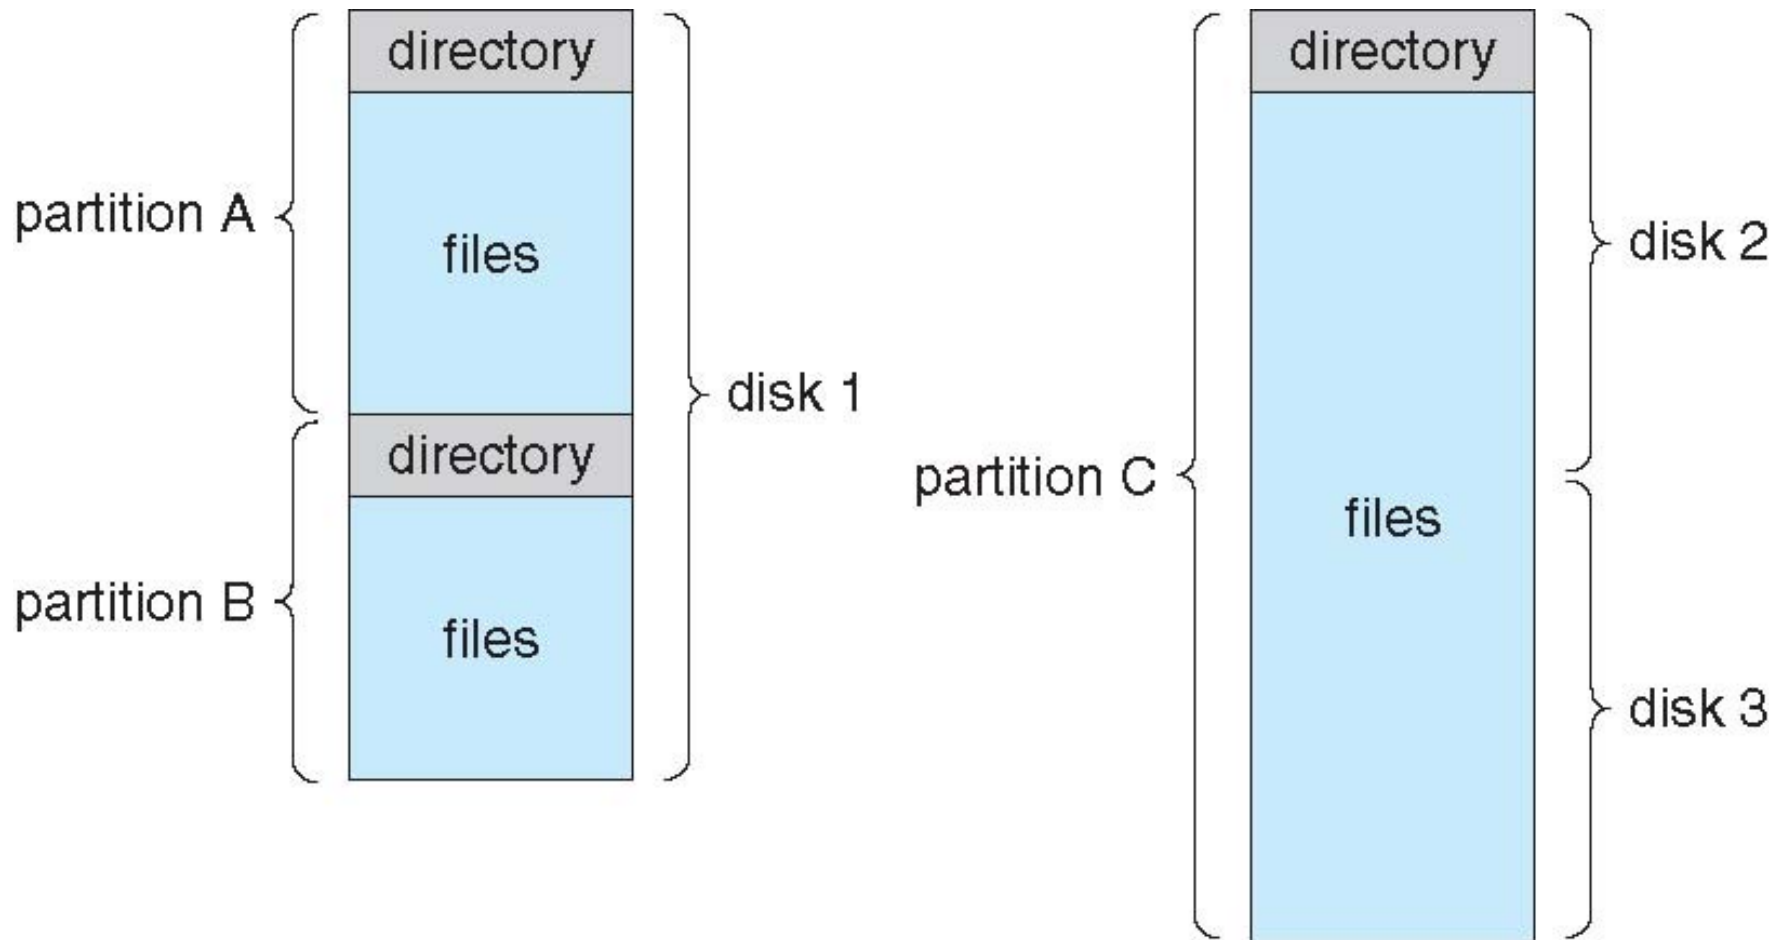 directory
partition A
files
disk 1
directory
partition B
files
directory
disk 2
partition C
files
disk 3